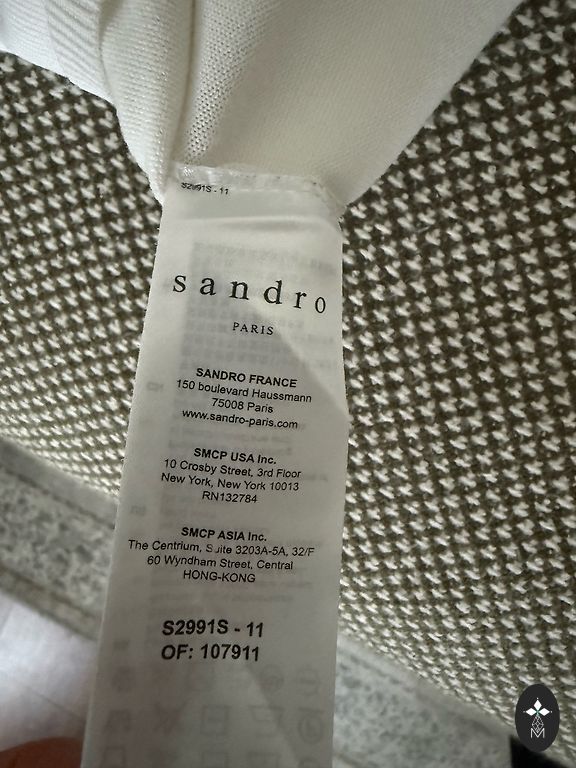 S2991S - 11
sandro
PARIS
SANDRO FRANCE
150 boulevard Haussmann
75008 Paris
www.sandro-paris.com
SMCP USA Inc.
10 Crosby Street, 3rd Floor
New York, New York 10013
RN132784
SMCP ASIA Inc.
The Centrium, Suite 3203A-5A, 32/F
60 Wyndham Street, Central
HONG-KONG
S2991S - 11
OF: 107911
M